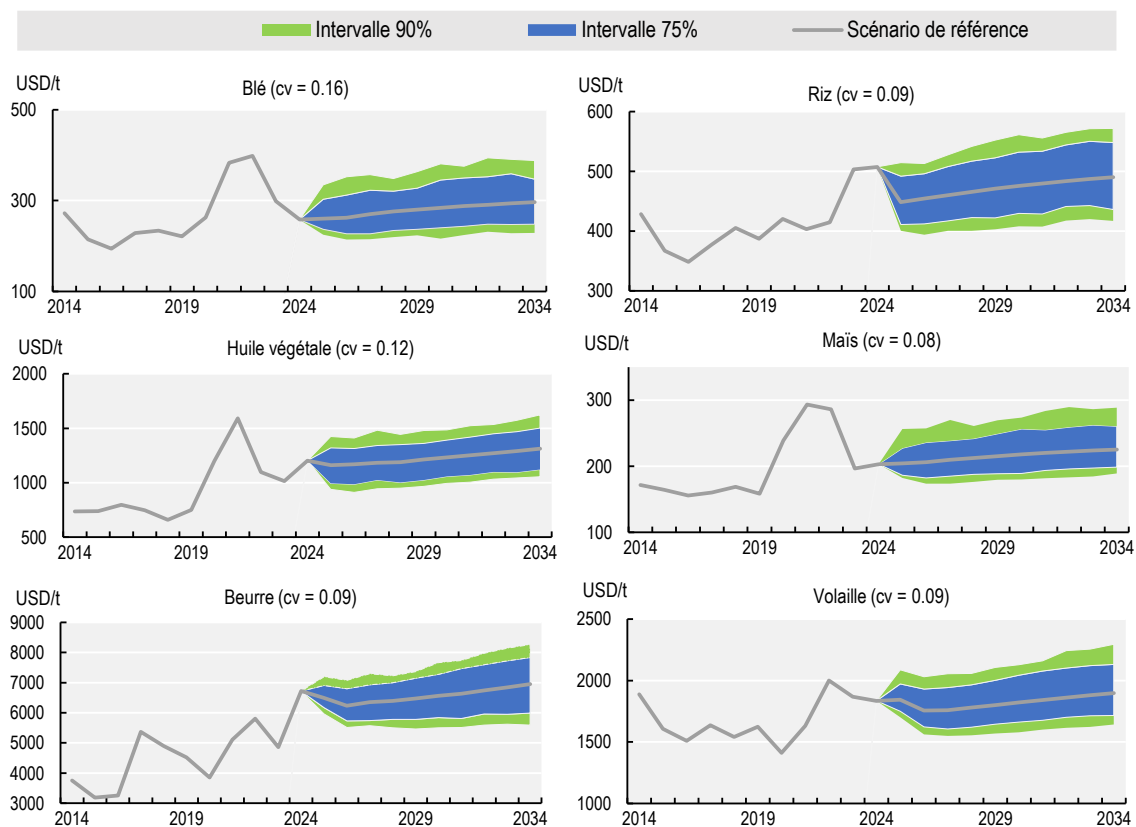 Intervalle 90% Intervalle 75% Scénario de référence
USD/t
Blé (cv = 0.16)
500
300
100
2014 2019 2024 2029 2034
USD/t
Riz (cv = 0.09)
600
500
400
300
2014 2019 2024 2029 2034
USD/t
Huile végétale (cv = 0.12)
2000
1500
1000
500
2014 2019 2024 2029 2034
USD/t
Maïs (cv = 0.08)
300
200
100
2014 2019 2024 2029 2034
USD/t
Beurre (cv = 0.09)
9000
8000
7000
6000
5000
4000
3000
2014 2019 2024 2029 2034
USD/t
Volaille (cv = 0.09)
2500
2000
1500
1000
2014 2019 2024 2029 2034